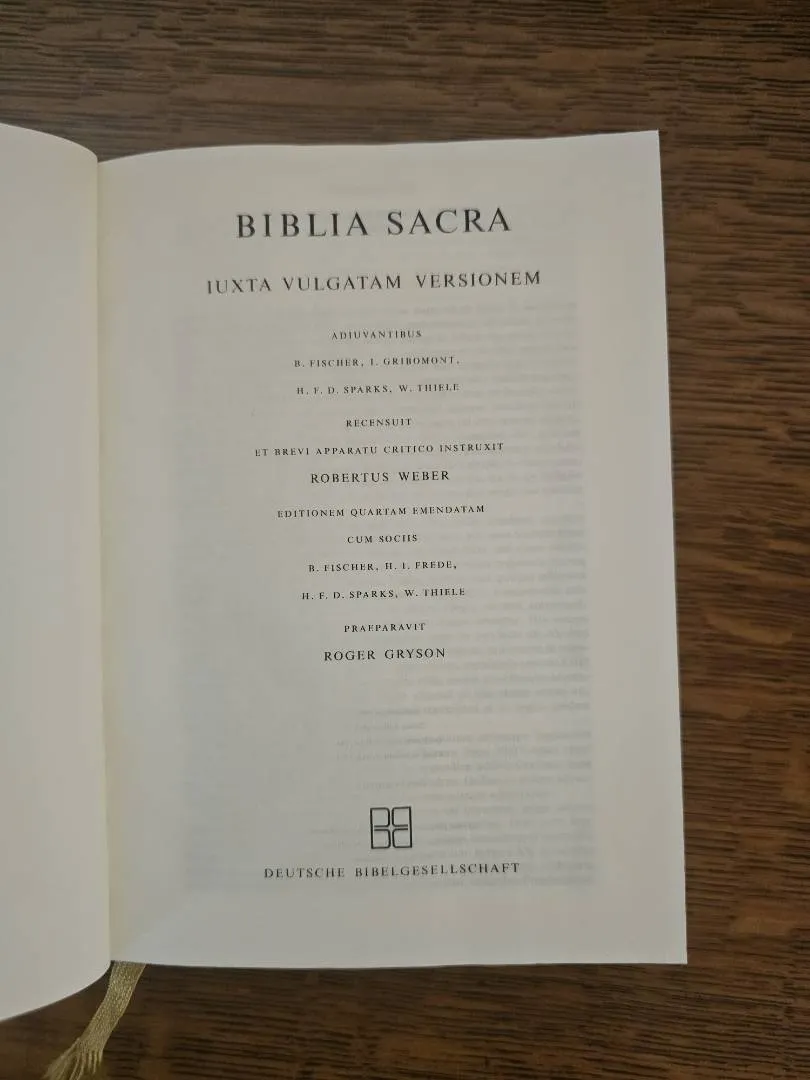 BIBLIA SACRA
IUXTA VULGATAM VERSIONEM
ADIUVANTIBUS
B. FISCHER, I. GRIBOMONT,
H. F. D. SPARKS, W. THIELE
RECENSUIT
ET BREVI APPARATU CRITICO INSTRUXIT
ROBERTUS WEBER
EDITIONEM QUARTAM EMENDATAM
CUM SOCIIS
B. FISCHER, H. I. FREDE,
H. F. D. SPARKS, W. THIELE
PRAEPARAVIT
ROGER GRYSON
DEUTSCHE BIBELGESELLSCHAFT